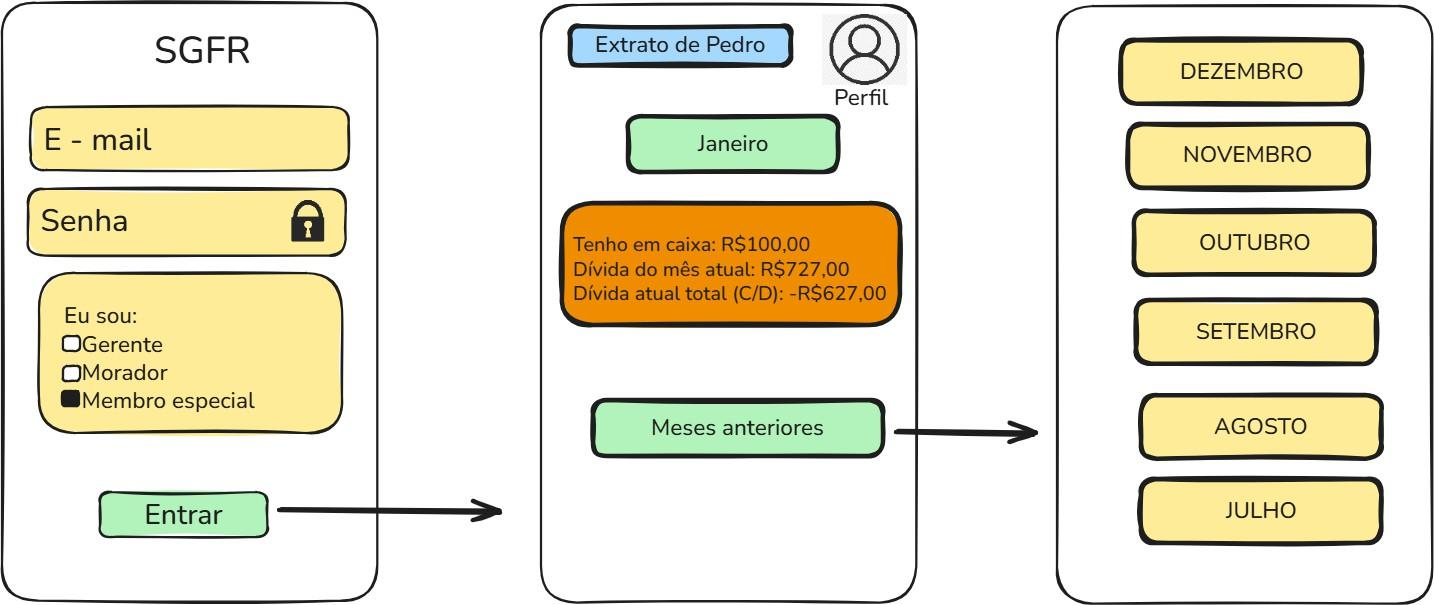 SGFR
E - mail
Senha
Eu sou:
Gerente
Morador
Membro especial
Entrar
Extrato de Pedro
Perfil
Janeiro
Tenho em caixa: R$100,00
Dívida do mês atual: R$727,00
Dívida atual total (C/D): -R$627,00
Meses anteriores
DEZEMBRO
NOVEMBRO
OUTUBRO
SETEMBRO
AGOSTO
JULHO